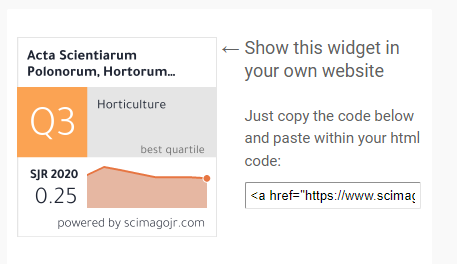 Acta Scientiarum
Polonorum, Hortorum...
Q3
Horticulture
best quartile
SJR 2020
0.25
powered by scimagojr.com
← Show this widget in
your own website
Just copy the code below
and paste within your html
code:
<a href="https://www.scimag